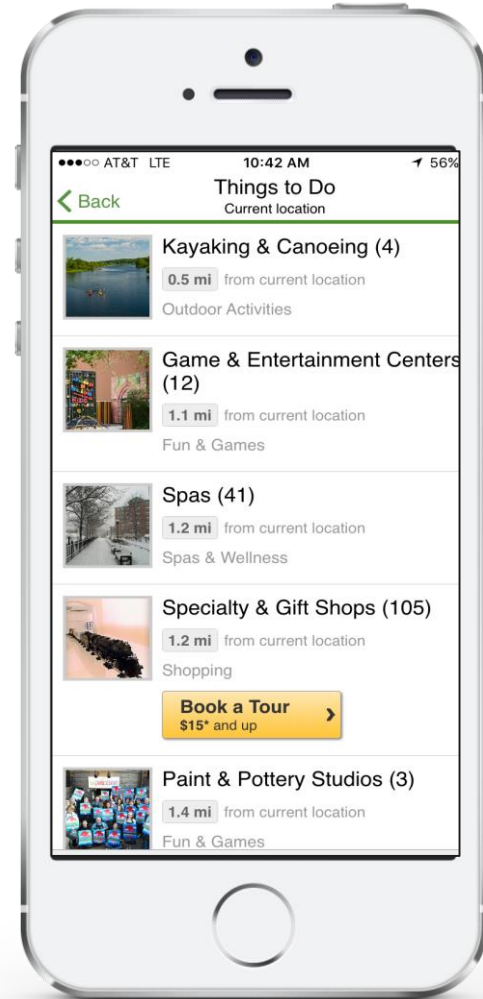 ●●●○○ AT&T LTE 10:42 AM 56%
Back
Things to Do
Current location
Kayaking & Canoeing (4)
0.5 mi from current location
Outdoor Activities
Game & Entertainment Centers
(12)
1.1 mi from current location
Fun & Games
Spas (41)
1.2 mi from current location
Spas & Wellness
Specialty & Gift Shops (105)
1.2 mi from current location
Shopping
Book a Tour
$15* and up
Paint & Pottery Studios (3)
1.4 mi from current location
Fun & Games